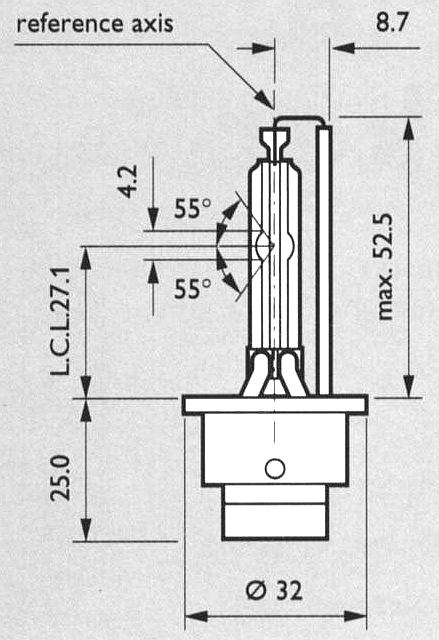 reference axis
8.7
4.2
55°
55°
max. 52.5
L.C.L.27.1
25.0
Ø 32